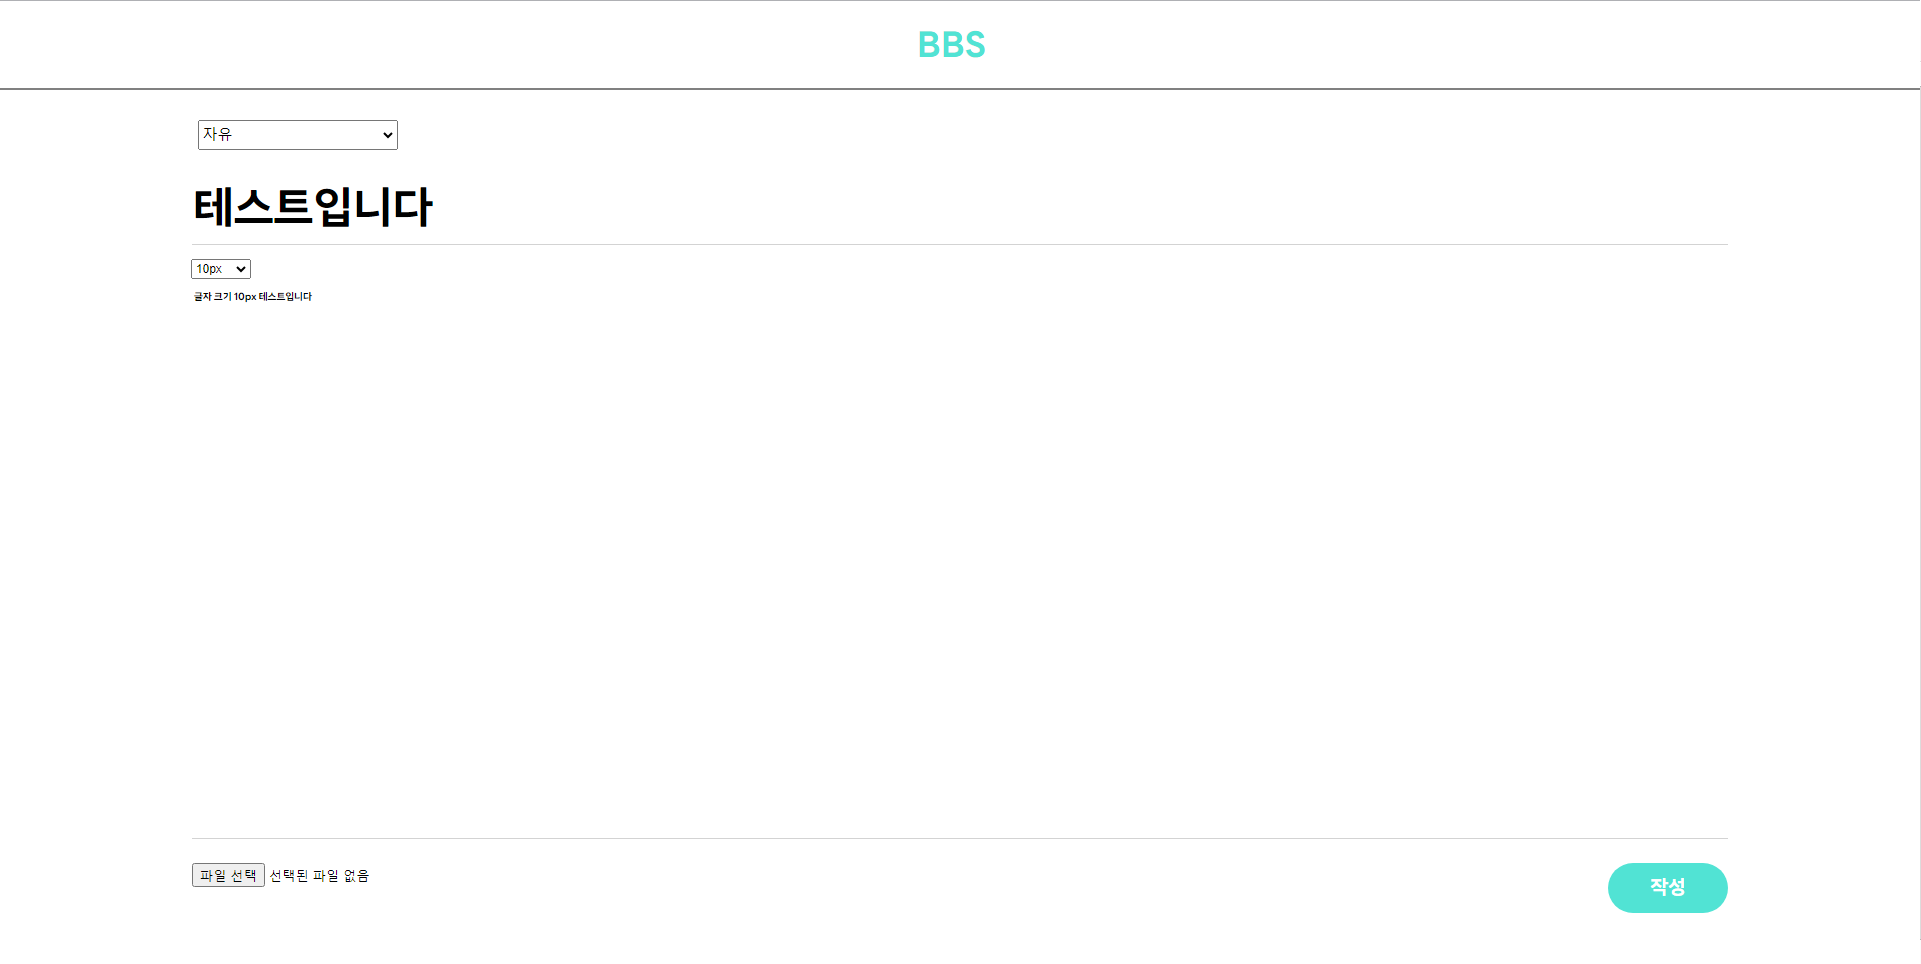 BBS
자유
테스트입니다
10px
글자 크기 10px 테스트입니다
파일 선택 선택된 파일 없음
작성